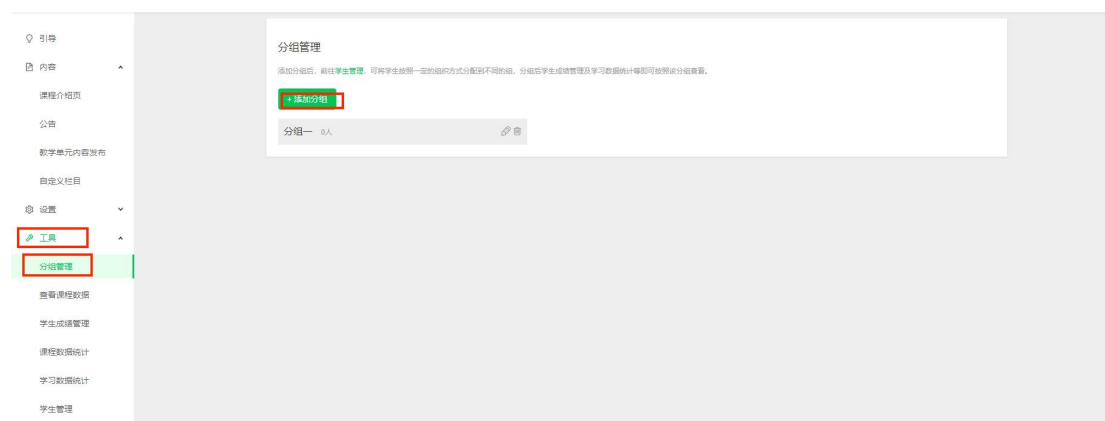 引导
内容
课程介绍页
公告
教学单元内容发布
自定义栏目
设置
工具
分组管理
查看课程数据
学生成绩管理
课程数据统计
学习数据统计
学生管理
分组管理
添加分组后，前往学生管理，可将学生按照一定的组织方式分配到不同的组，分组后学生成绩管理及学习数据统计等即可按照该分组查看。
+ 添加分组
分组一 0人